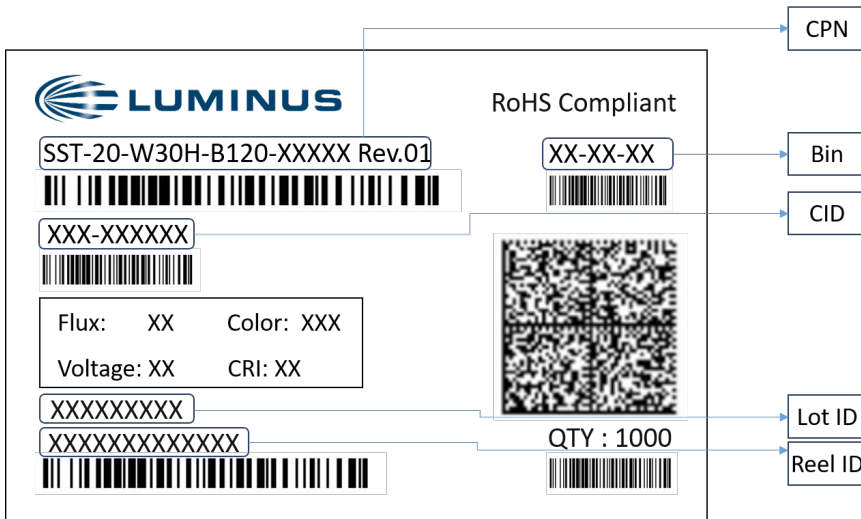 CPN
LUMINUS
RoHS Compliant
SST-20-W30H-B120-XXXXX Rev.01
XX-XX-XX
Bin
XXX-XXXXXX
CID
Flux: XX Color: XXX
Voltage: XX CRI: XX
XXXXXXXXX
Lot ID
XXXXXXXXXXXXX
QTY : 1000
Reel ID